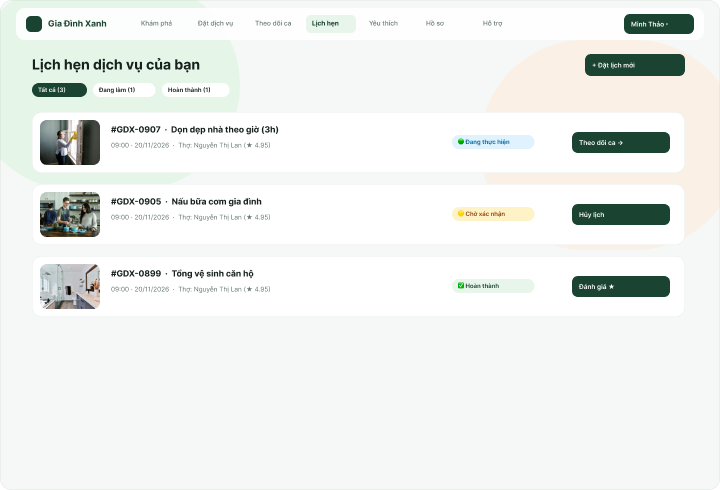 Gia Đình Xanh
Khám phá
Đặt dịch vụ
Theo dõi ca
Lịch hẹn
Yêu thích
Hồ sơ
Hỗ trợ
Minh Thảo
Lịch hẹn dịch vụ của bạn
+ Đặt lịch mới
Tất cả (3)
Đang làm (1)
Hoàn thành (1)
#GDX-0907 · Dọn dẹp nhà theo giờ (3h)
09:00 · 20/11/2026 · Thợ: Nguyễn Thị Lan (★ 4.95)
Đang thực hiện
Theo dõi ca →
#GDX-0905 · Nấu bữa cơm gia đình
09:00 · 20/11/2026 · Thợ: Nguyễn Thị Lan (★ 4.95)
Chờ xác nhận
Hủy lịch
#GDX-0899 · Tổng vệ sinh căn hộ
09:00 · 20/11/2026 · Thợ: Nguyễn Thị Lan (★ 4.95)
Hoàn thành
Đánh giá ★